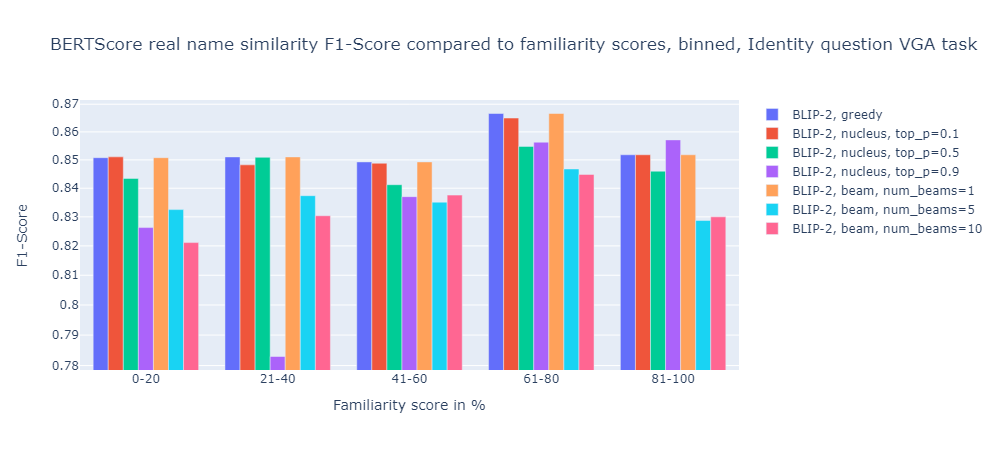 BERTScore real name similarity F1-Score compared to familiarity scores, binned, Identity question VGA task
F1-Score
0.87
0.86
0.85
0.84
0.83
0.82
0.81
0.8
0.79
0.78
0-20
21-40
41-60
61-80
81-100
Familiarity score in %
BLIP-2, greedy
BLIP-2, nucleus, top_p=0.1
BLIP-2, nucleus, top_p=0.5
BLIP-2, nucleus, top_p=0.9
BLIP-2, beam, num_beams=1
BLIP-2, beam, num_beams=5
BLIP-2, beam, num_beams=10